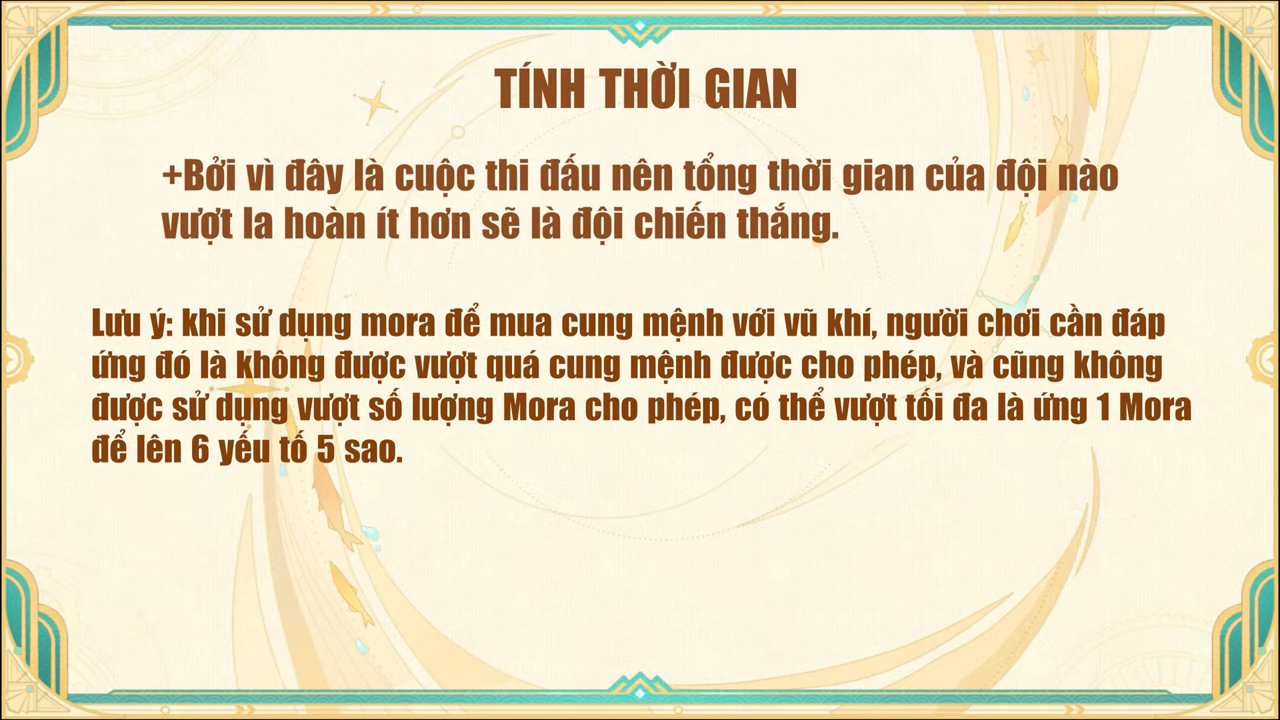 TÍNH THỜI GIAN
+Bởi vì đây là cuộc thi đấu nên tổng thời gian của đội nào
vượt la hoàn ít hơn sẽ là đội chiến thắng.
Lưu ý: khi sử dụng mora để mua cung mệnh với vũ khí, người chơi cần đáp
ứng đó là không được vượt quá cung mệnh được cho phép, và cũng không
được sử dụng vượt số lượng Mora cho phép, có thể vượt tối đa là ứng 1 Mora
để lên 6 yếu tố 5 sao.